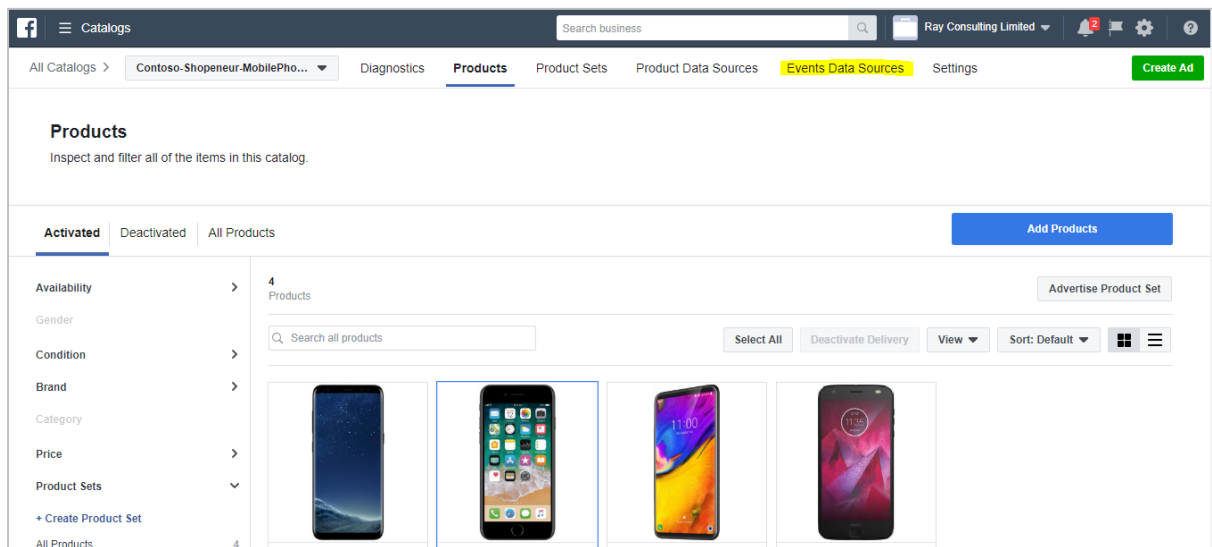 Catalogs
Search business
Ray Consulting Limited
2
All Catalogs >
Contoso-Shopeneur-MobilePho...
Diagnostics
Products
Product Sets
Product Data Sources
Events Data Sources
Settings
Create Ad
Products
Inspect and filter all of the items in this catalog.
Activated
Deactivated
All Products
Add Products
Availability
Gender
Condition
Brand
Category
Price
Product Sets
+ Create Product Set
All Products 4
4
Products
Advertise Product Set
Search all products
Select All
Deactivate Delivery
View
Sort: Default
11:00
11:35